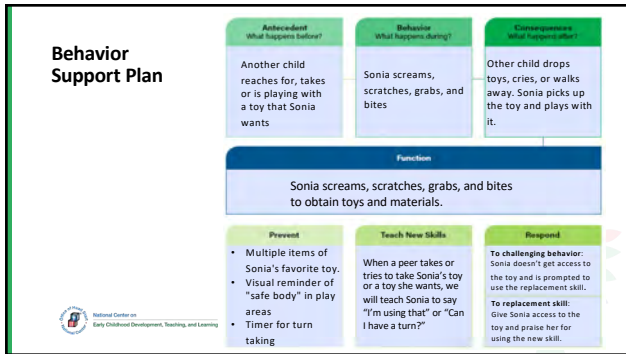 Behavior
Support Plan
Antecedent
What happens before?
Another child
reaches for, takes
or is playing with
a toy that Sonia
wants
Behavior
What happens during?
Sonia screams,
scratches, grabs, and
bites
Consequences
What happens after?
Other child drops
toys, cries, or walks
away. Sonia picks up
the toy and plays with
it.
Function
Sonia screams, scratches, grabs, and bites
to obtain toys and materials.
Prevent
• Multiple items of
Sonia's favorite toy.
• Visual reminder of
"safe body" in play
areas
• Timer for turn
taking
Teach New Skills
When a peer takes or
tries to take Sonia's toy
or a toy she wants, we
will teach Sonia to say
“I'm using that” or “Can
I have a turn?”
Respond
To challenging behavior:
Sonia doesn't get access to
the toy and is prompted to
use the replacement skill.
To replacement skill:
Give Sonia access to the
toy and praise her for
using the new skill.
National Center on
Early Childhood Development, Teaching, and Learning